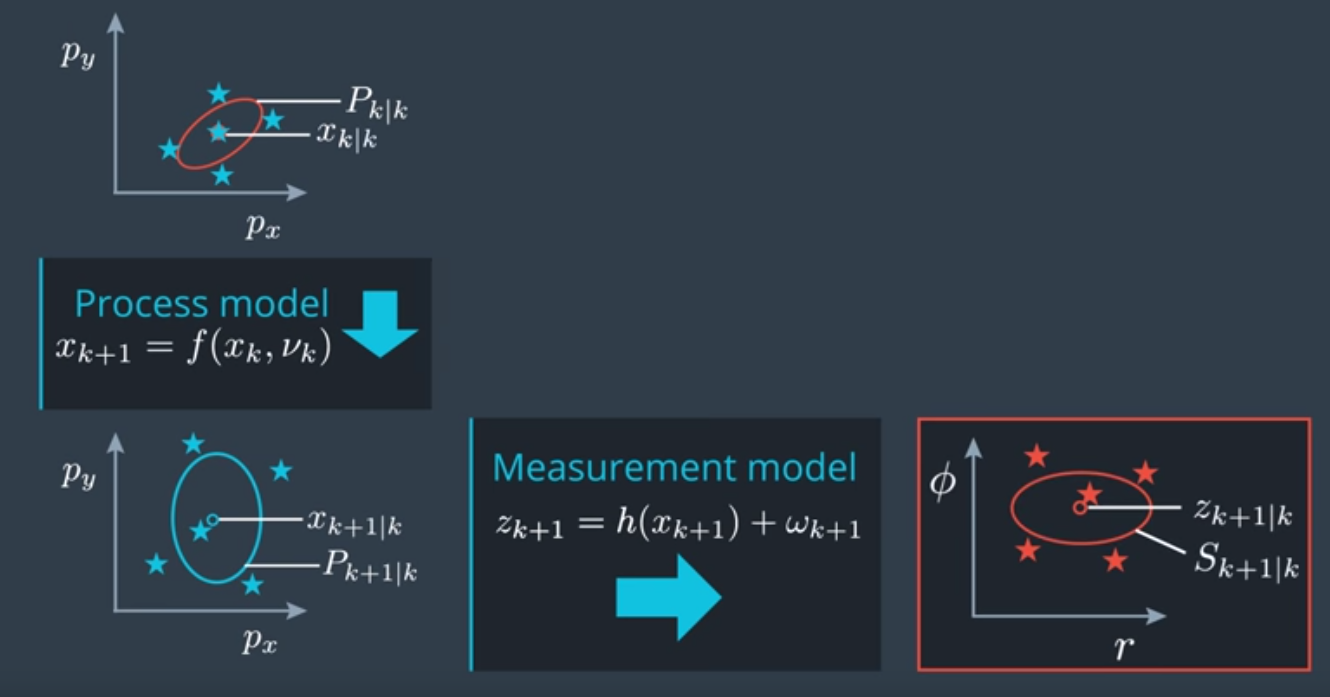 p_y
P_{k|k}
x_{k|k}
p_x
Process model
x_{k+1} = f(x_k, ν_k)
p_y
x_{k+1|k}
P_{k+1|k}
p_x
Measurement model
z_{k+1} = h(x_{k+1}) + ω_{k+1}
ϕ
z_{k+1|k}
S_{k+1|k}
r